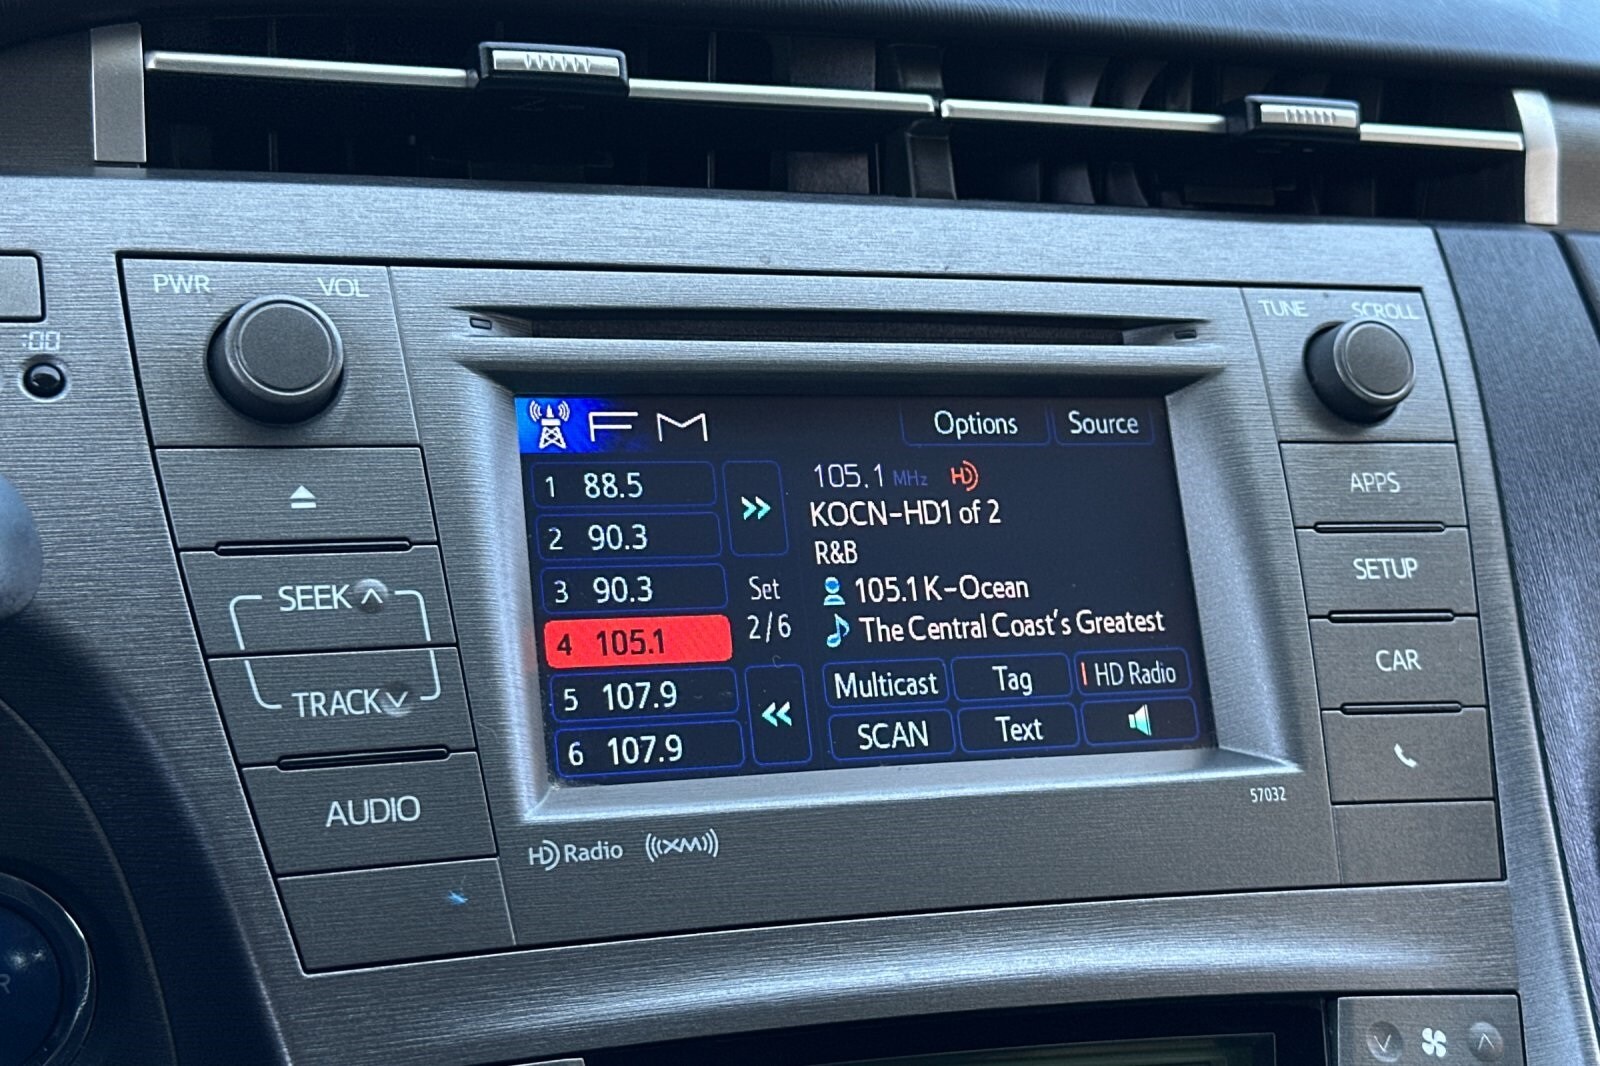 PWR VOL
:00
TUNE SCROLL
FM
Options
Source
1 88.5
2 90.3
3 90.3
4 105.1
5 107.9
6 107.9
Set
2/6
105.1 MHz HD
KOCN-HD1 of 2
R&B
105.1 K-Ocean
The Central Coast's Greatest
Multicast
Tag
HD Radio
SCAN
Text
SEEK
TRACK
AUDIO
APPS
SETUP
CAR
57032
HD Radio
((XM))
R